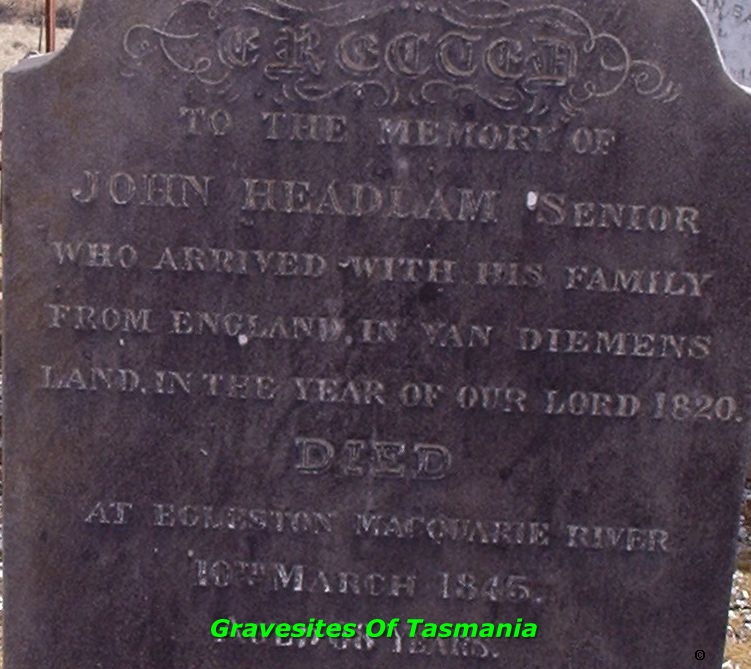 ERECTED
TO THE MEMORY OF
JOHN HEADLAM SENIOR
WHO ARRIVED WITH HIS FAMILY
FROM ENGLAND, IN VAN DIEMENS
LAND, IN THE YEAR OF OUR LORD 1820.
DIED
AT EGLESTON MACQUARIE RIVER
10TH MARCH 1845.
YEARS.
Gravesites Of Tasmania
©